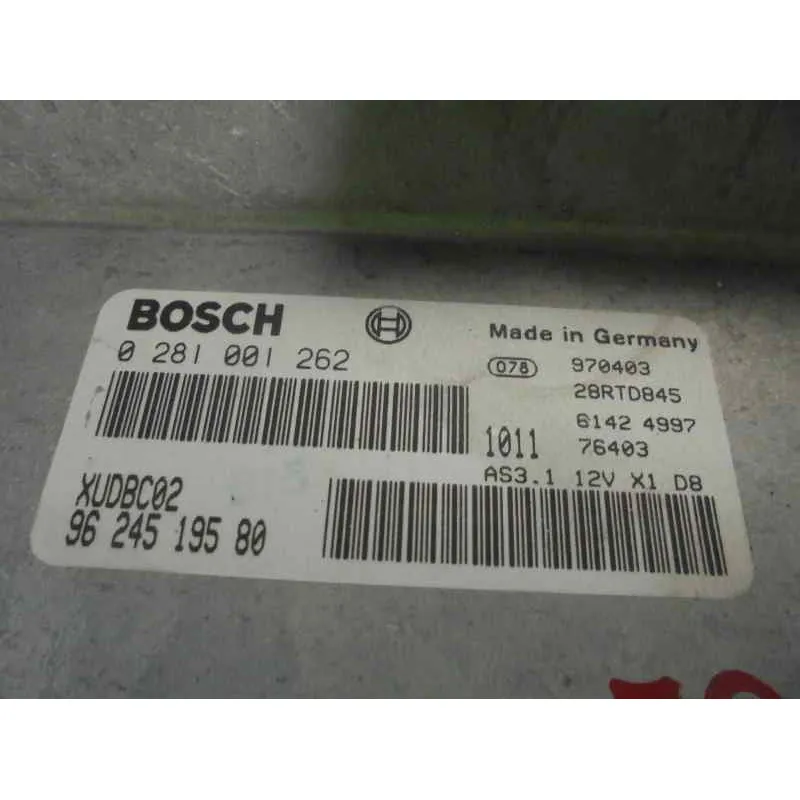 BOSCH
Made in Germany
0 281 001 262
078 970403
28RTD845
6142 4997
1011 76403
AS3.1 12V X1 D8
XUDBC02
96 245 195 80